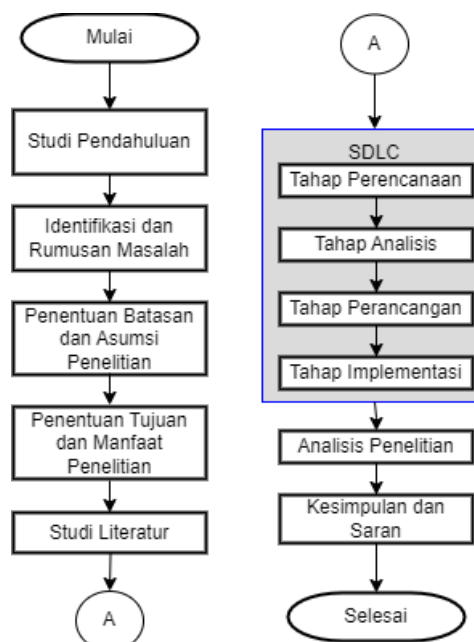 Mulai
Studi Pendahuluan
Identifikasi dan
Rumusan Masalah
Penentuan Batasan
dan Asumsi
Penelitian
Penentuan Tujuan
dan Manfaat
Penelitian
Studi Literatur
A
A
SDLC
Tahap Perencanaan
Tahap Analisis
Tahap Perancangan
Tahap Implementasi
Analisis Penelitian
Kesimpulan dan
Saran
Selesai